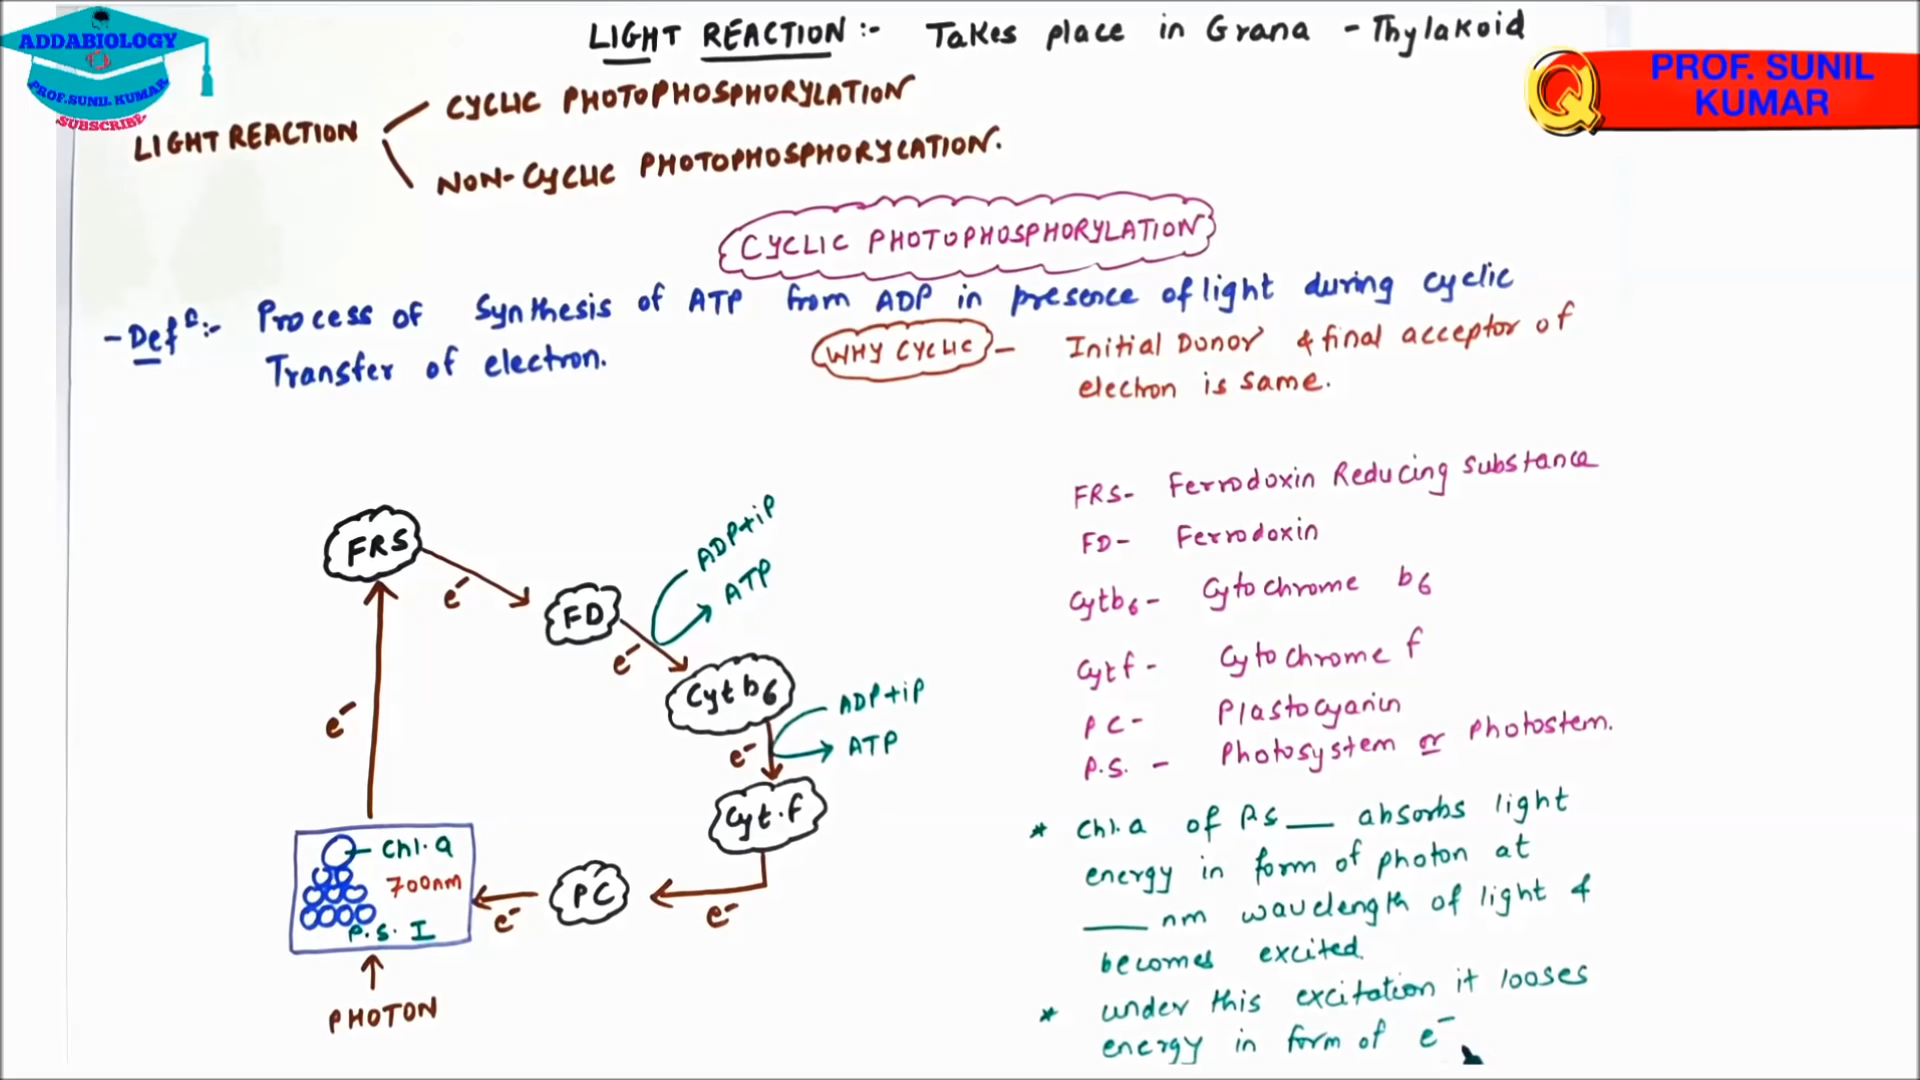 ADDABIOLOGY
PROF.SUNIL KUMAR
SUBSCRIBE
LIGHT REACTION :- Takes place in Grana - Thylakoid
PROF. SUNIL
KUMAR
LIGHT REACTION
CYCLIC PHOTOPHOSPHORYLATION
NON-CYCLIC PHOTOPHOSPHORYLATION.
CYCLIC PHOTOPHOSPHORYLATION
- Defn:- Process of Synthesis of ATP from ADP in presence of light during cyclic
Transfer of electron.
WHY CYCLIC - Initial Donor & final acceptor of
electron is same.
FRS
e-
FD
ADP+iP
ATP
e-
Cyt b6
ADP+iP
ATP
e-
Cyt.f
e-
PC
e-
e-
Chl.a
700nm
P.S. I
PHOTON
FRS- Ferrodoxin Reducing Substance
FD- Ferrodoxin
Cytb6- Cytochrome b6
Cytf- Cytochrome f
PC- Plastocyanin
P.S. - Photosystem or Photostem.
* Chl.a of P.S ___ absorbs light
energy in form of photon at
___ nm wavelength of light &
becomes excited.
* under this excitation it looses
energy in form of e-